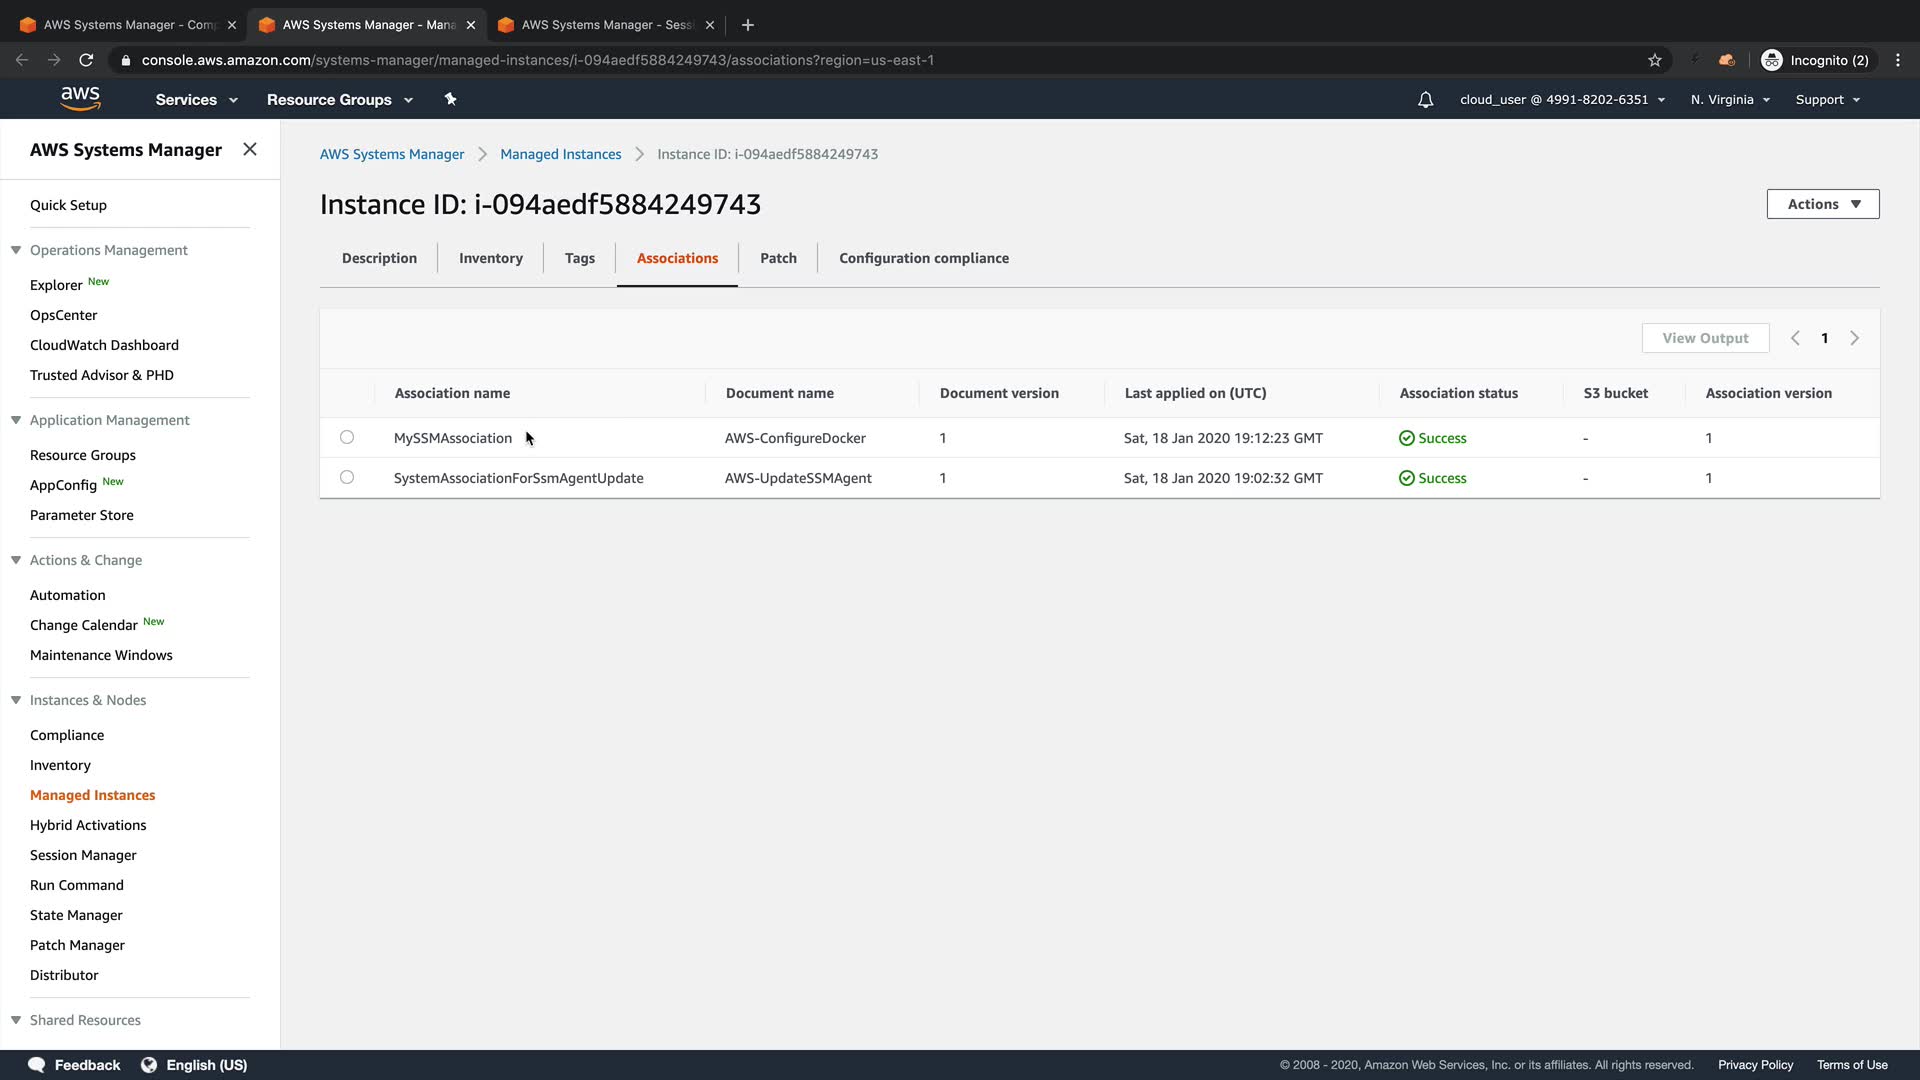 AWS Systems Manager - Comp
AWS Systems Manager - Mana
AWS Systems Manager - Sessi
console.aws.amazon.com/systems-manager/managed-instances/i-094aedf5884249743/associations?region=us-east-1
Incognito (2)
aws
Services
Resource Groups
cloud_user @ 4991-8202-6351
N. Virginia
Support
AWS Systems Manager
Quick Setup
Operations Management
Explorer New
OpsCenter
CloudWatch Dashboard
Trusted Advisor & PHD
Application Management
Resource Groups
AppConfig New
Parameter Store
Actions & Change
Automation
Change Calendar New
Maintenance Windows
Instances & Nodes
Compliance
Inventory
Managed Instances
Hybrid Activations
Session Manager
Run Command
State Manager
Patch Manager
Distributor
Shared Resources
AWS Systems Manager > Managed Instances > Instance ID: i-094aedf5884249743
Instance ID: i-094aedf5884249743
Actions
Description Inventory Tags Associations Patch Configuration compliance
View Output 1
Association name Document name Document version Last applied on (UTC) Association status S3 bucket Association version
MySSMAssociation AWS-ConfigureDocker 1 Sat, 18 Jan 2020 19:12:23 GMT Success - 1
SystemAssociationForSsmAgentUpdate AWS-UpdateSSMAgent 1 Sat, 18 Jan 2020 19:02:32 GMT Success - 1
Feedback English (US)
© 2008 - 2020, Amazon Web Services, Inc. or its affiliates. All rights reserved. Privacy Policy Terms of Use